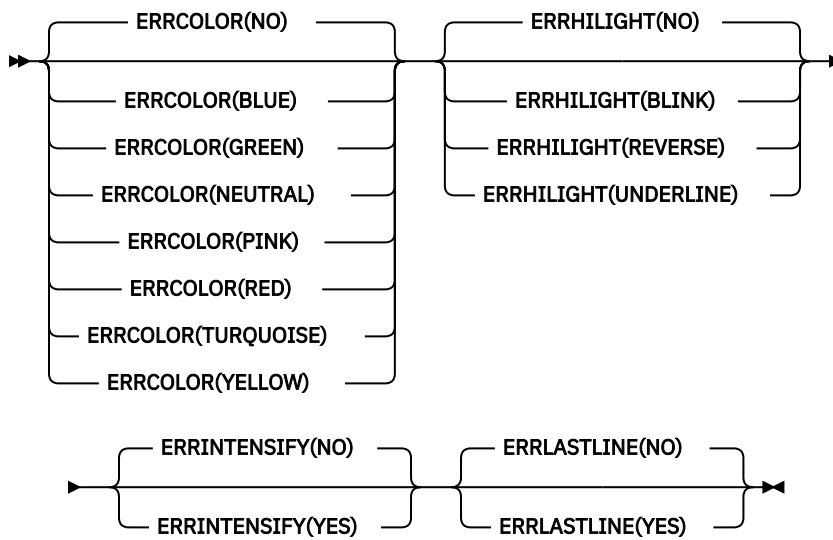 ERRCOLOR(NO)
ERRCOLOR(BLUE)
ERRCOLOR(GREEN)
ERRCOLOR(NEUTRAL)
ERRCOLOR(PINK)
ERRCOLOR(RED)
ERRCOLOR(TURQUOISE)
ERRCOLOR(YELLOW)
ERRHILIGHT(NO)
ERRHILIGHT(BLINK)
ERRHILIGHT(REVERSE)
ERRHILIGHT(UNDERLINE)
ERRINTENSIFY(NO)
ERRINTENSIFY(YES)
ERRLASTLINE(NO)
ERRLASTLINE(YES)